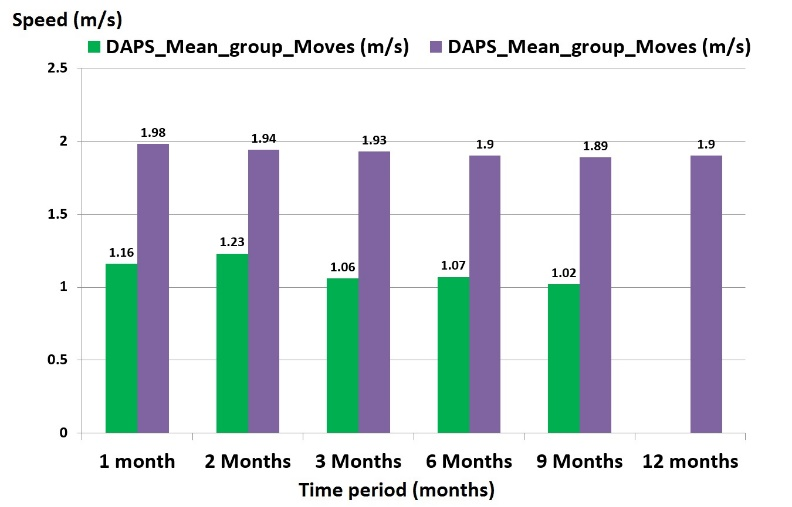 Speed (m/s)
DAPS_Mean_group_Moves (m/s) DAPS_Mean_group_Moves (m/s)
2.5
2
1.5
1
0.5
0
1.16 1.98 1.23 1.94 1.06 1.93 1.07 1.9 1.02 1.89 1.9
1 month 2 Months 3 Months 6 Months 9 Months 12 months
Time period (months)